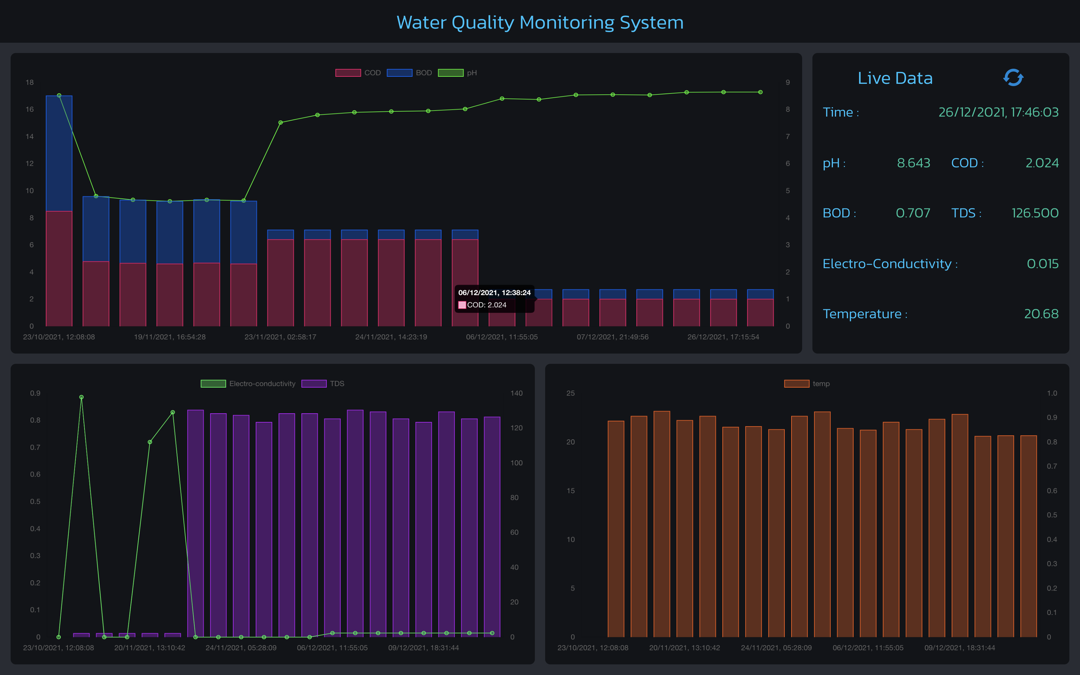 Water Quality Monitoring System
COD BOD pH
18 9
16 8
14 7
12 6
10 5
8 4
6 3
4 2
2 1
0 0
06/12/2021, 12:38:24
COD: 2.024
23/10/2021, 12:08:08 19/11/2021, 16:54:28 23/11/2021, 02:58:17 24/11/2021, 14:23:19 06/12/2021, 11:55:05 07/12/2021, 21:49:56 26/12/2021, 17:15:54
Live Data
Time : 26/12/2021, 17:46:03
pH : 8.643 COD : 2.024
BOD : 0.707 TDS : 126.500
Electro-Conductivity : 0.015
Temperature : 20.68
Electro-conductivity TDS
0.9 140
0.8 120
0.7 100
0.6 80
0.5 60
0.4 40
0.3 20
0.2 0
0.1
0
23/10/2021, 12:08:08 20/11/2021, 13:10:42 24/11/2021, 05:28:09 06/12/2021, 11:55:05 09/12/2021, 18:31:44
temp
25 1.0
20 0.9
15 0.8
10 0.7
5 0.6
0 0.5
0.4
0.3
0.2
0.1
0
23/10/2021, 12:08:08 20/11/2021, 13:10:42 24/11/2021, 05:28:09 06/12/2021, 11:55:05 09/12/2021, 18:31:44